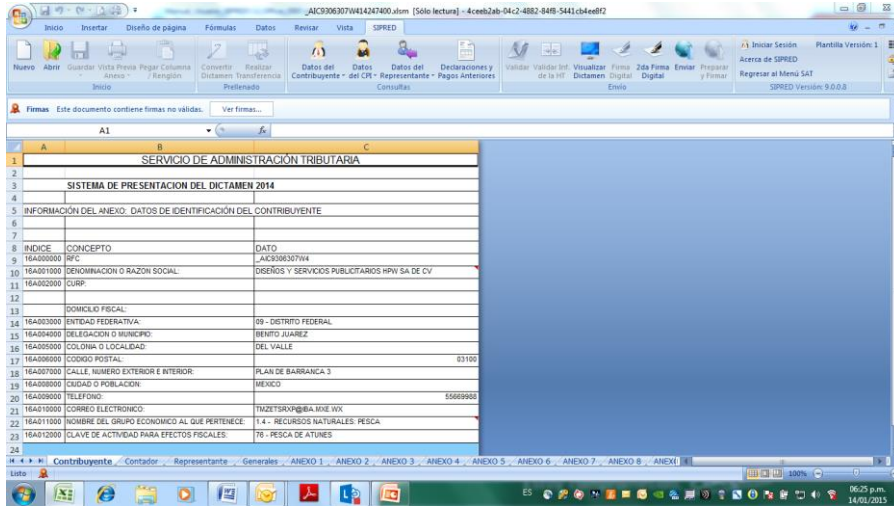 _AIC9306307W414247400.xlsm [Sólo lectura] - 4ceeb2ab-04c2-4882-84f8-5441cb4ee8f2
Inicio Insertar Diseño de página Fórmulas Datos Revisar Vista SIPRED
Nuevo Abrir Guardar Vista Previa Anexo Pegar Columna / Renglón Convertir Dictamen Realizar Transferencia Datos del Contribuyente Datos del CPI Datos del Representante Declaraciones y Pagos Anteriores Validar Validar Inf. de la HT Visualizar Dictamen Firma Digital 2da Firma Digital Enviar Preparar y Firmar
Iniciar Sesión Plantilla Versión: 1
Acerca de SIPRED
Regresar al Menú SAT
Inicio Prellenado Consultas Envío SIPRED Versión: 9.0.0.8
Firmas Este documento contiene firmas no válidas. Ver firmas...
A1 fx
A B C
1 SERVICIO DE ADMINISTRACIÓN TRIBUTARIA
2
3 SISTEMA DE PRESENTACION DEL DICTAMEN 2014
4
5 INFORMACIÓN DEL ANEXO: DATOS DE IDENTIFICACIÓN DEL CONTRIBUYENTE
6
7
8 INDICE CONCEPTO DATO
9 16A000000 RFC _AIC9306307W4
10 16A001000 DENOMINACION O RAZON SOCIAL: DISEÑOS Y SERVICIOS PUBLICITARIOS HPW SA DE CV
11 16A002000 CURP:
12
13 DOMICILIO FISCAL:
14 16A003000 ENTIDAD FEDERATIVA: 09 - DISTRITO FEDERAL
15 16A004000 DELEGACION O MUNICIPIO: BENITO JUAREZ
16 16A005000 COLONIA O LOCALIDAD: DEL VALLE
17 16A006000 CODIGO POSTAL: 03100
18 16A007000 CALLE, NUMERO EXTERIOR E INTERIOR: PLAN DE BARRANCA 3
19 16A008000 CIUDAD O POBLACION: MEXICO
20 16A009000 TELEFONO: 55669988
21 16A010000 CORREO ELECTRONICO: TMZETSRXP@IBA.MXE.WX
22 16A011000 NOMBRE DEL GRUPO ECONOMICO AL QUE PERTENECE: 1.4 - RECURSOS NATURALES: PESCA
23 16A012000 CLAVE DE ACTIVIDAD PARA EFECTOS FISCALES: 76 - PESCA DE ATUNES
24
Contribuyente Contador Representante Generales ANEXO 1 ANEXO 2 ANEXO 3 ANEXO 4 ANEXO 5 ANEXO 6 ANEXO 7 ANEXO 8
Listo 100%
ES 06:25 p.m.
14/01/2015